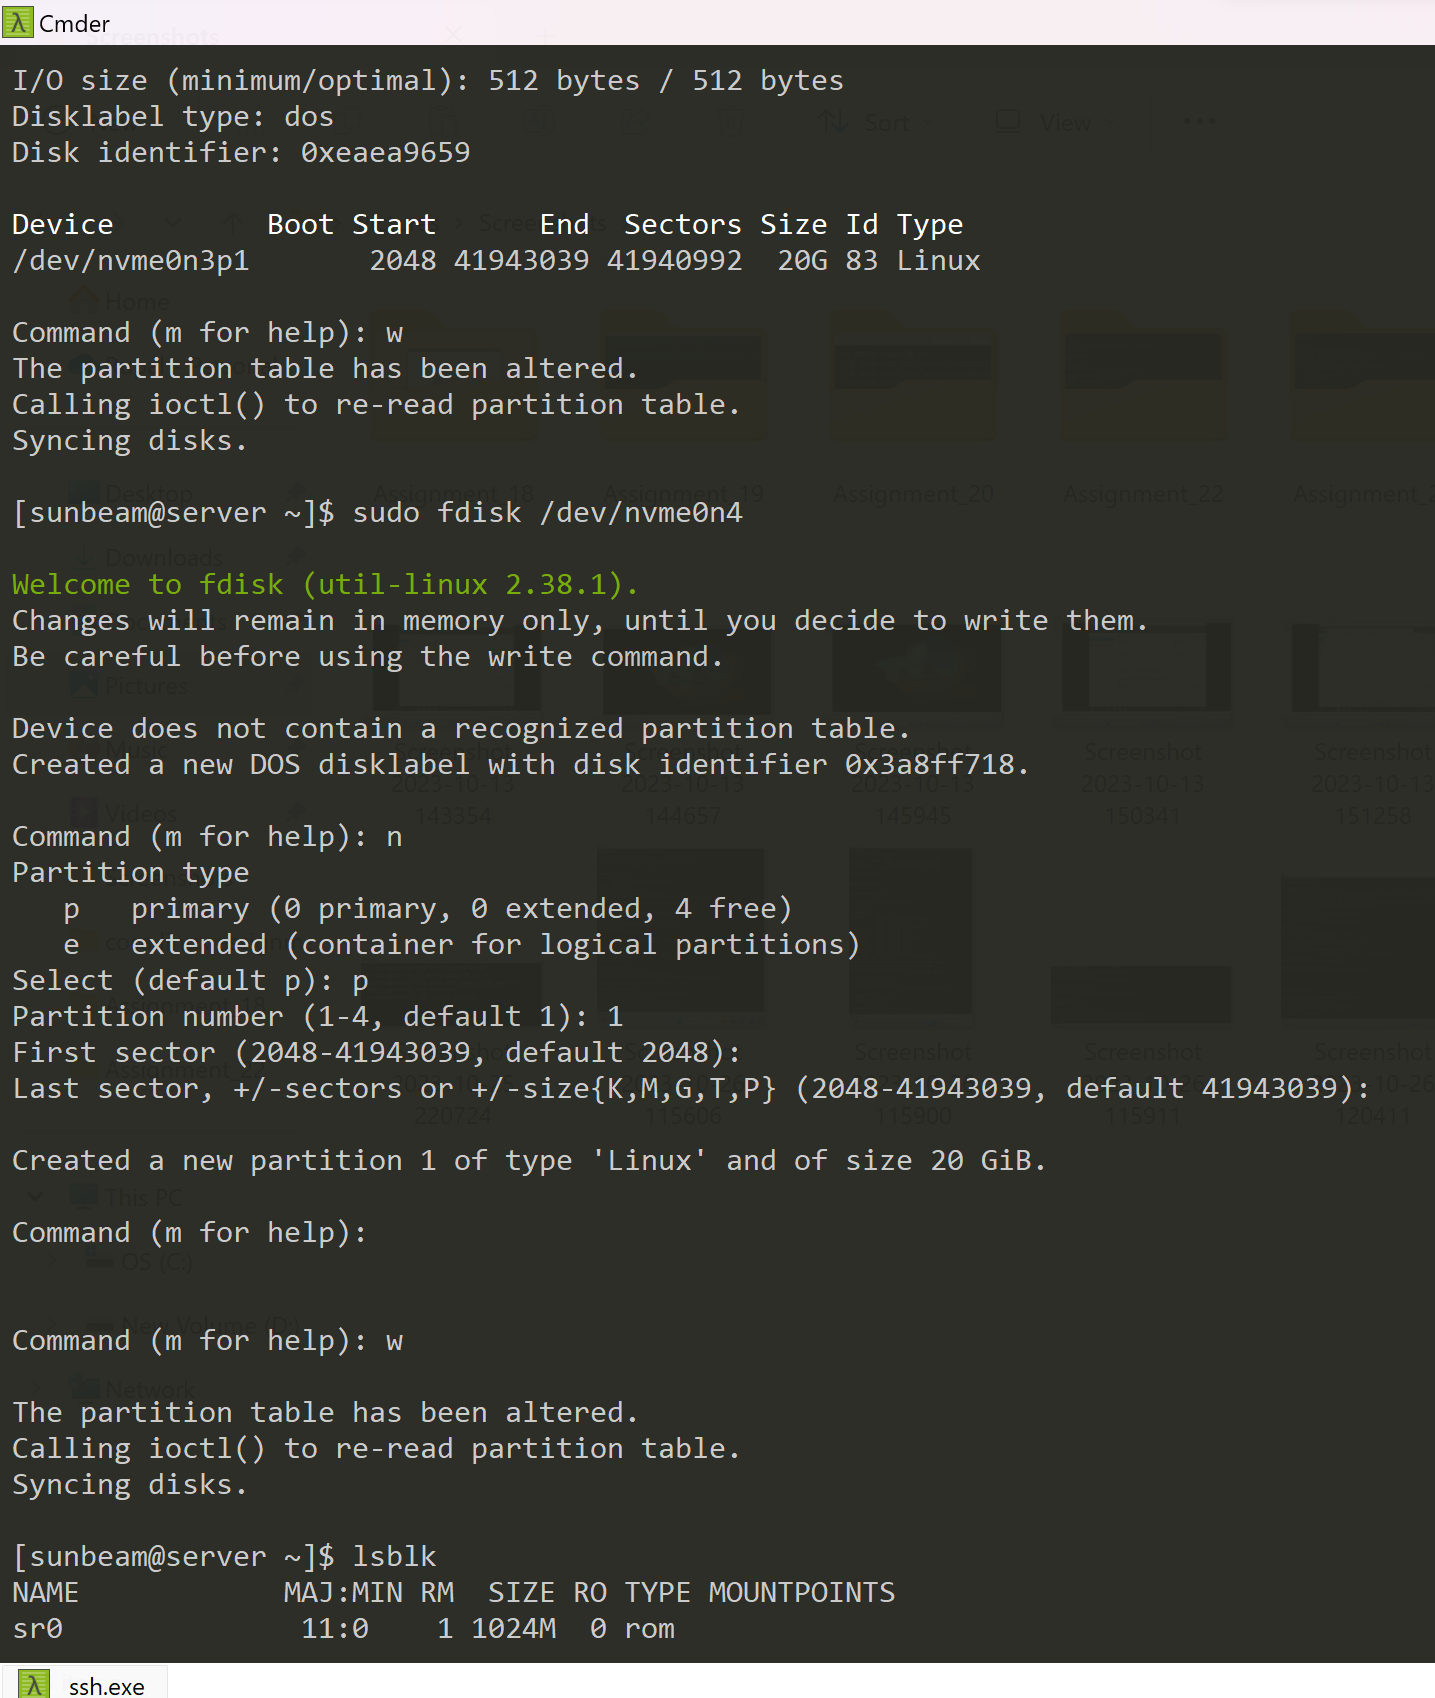 Cmder
I/O size (minimum/optimal): 512 bytes / 512 bytes
Disklabel type: dos
Disk identifier: 0xeaea9659
Device         Boot Start      End  Sectors Size Id Type
/dev/nvme0n3p1       2048 41943039 41940992  20G 83 Linux
Command (m for help): w
The partition table has been altered.
Calling ioctl() to re-read partition table.
Syncing disks.
[sunbeam@server ~]$ sudo fdisk /dev/nvme0n4
Welcome to fdisk (util-linux 2.38.1).
Changes will remain in memory only, until you decide to write them.
Be careful before using the write command.
Device does not contain a recognized partition table.
Created a new DOS disklabel with disk identifier 0x3a8ff718.
Command (m for help): n
Partition type
   p   primary (0 primary, 0 extended, 4 free)
   e   extended (container for logical partitions)
Select (default p): p
Partition number (1-4, default 1): 1
First sector (2048-41943039, default 2048):
Last sector, +/-sectors or +/-size{K,M,G,T,P} (2048-41943039, default 41943039):
Created a new partition 1 of type 'Linux' and of size 20 GiB.
Command (m for help):
Command (m for help): w
The partition table has been altered.
Calling ioctl() to re-read partition table.
Syncing disks.
[sunbeam@server ~]$ lsblk
NAME            MAJ:MIN RM  SIZE RO TYPE MOUNTPOINTS
sr0              11:0    1 1024M  0 rom
ssh.exe